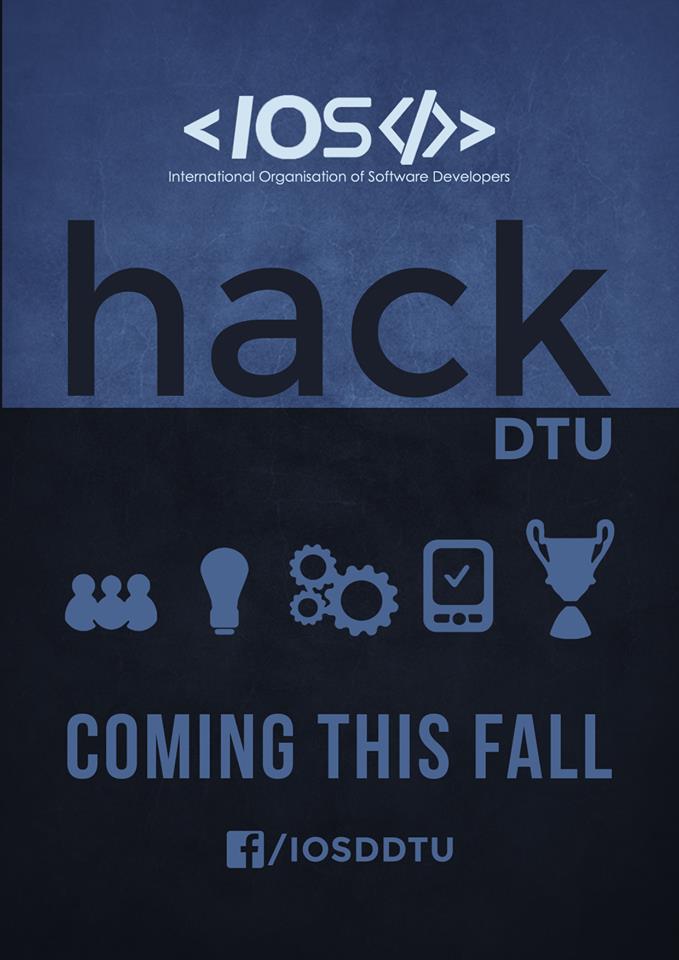 <IOS</>>
International Organisation of Software Developers
hack
DTU
COMING THIS FALL
f/IOSDDTU